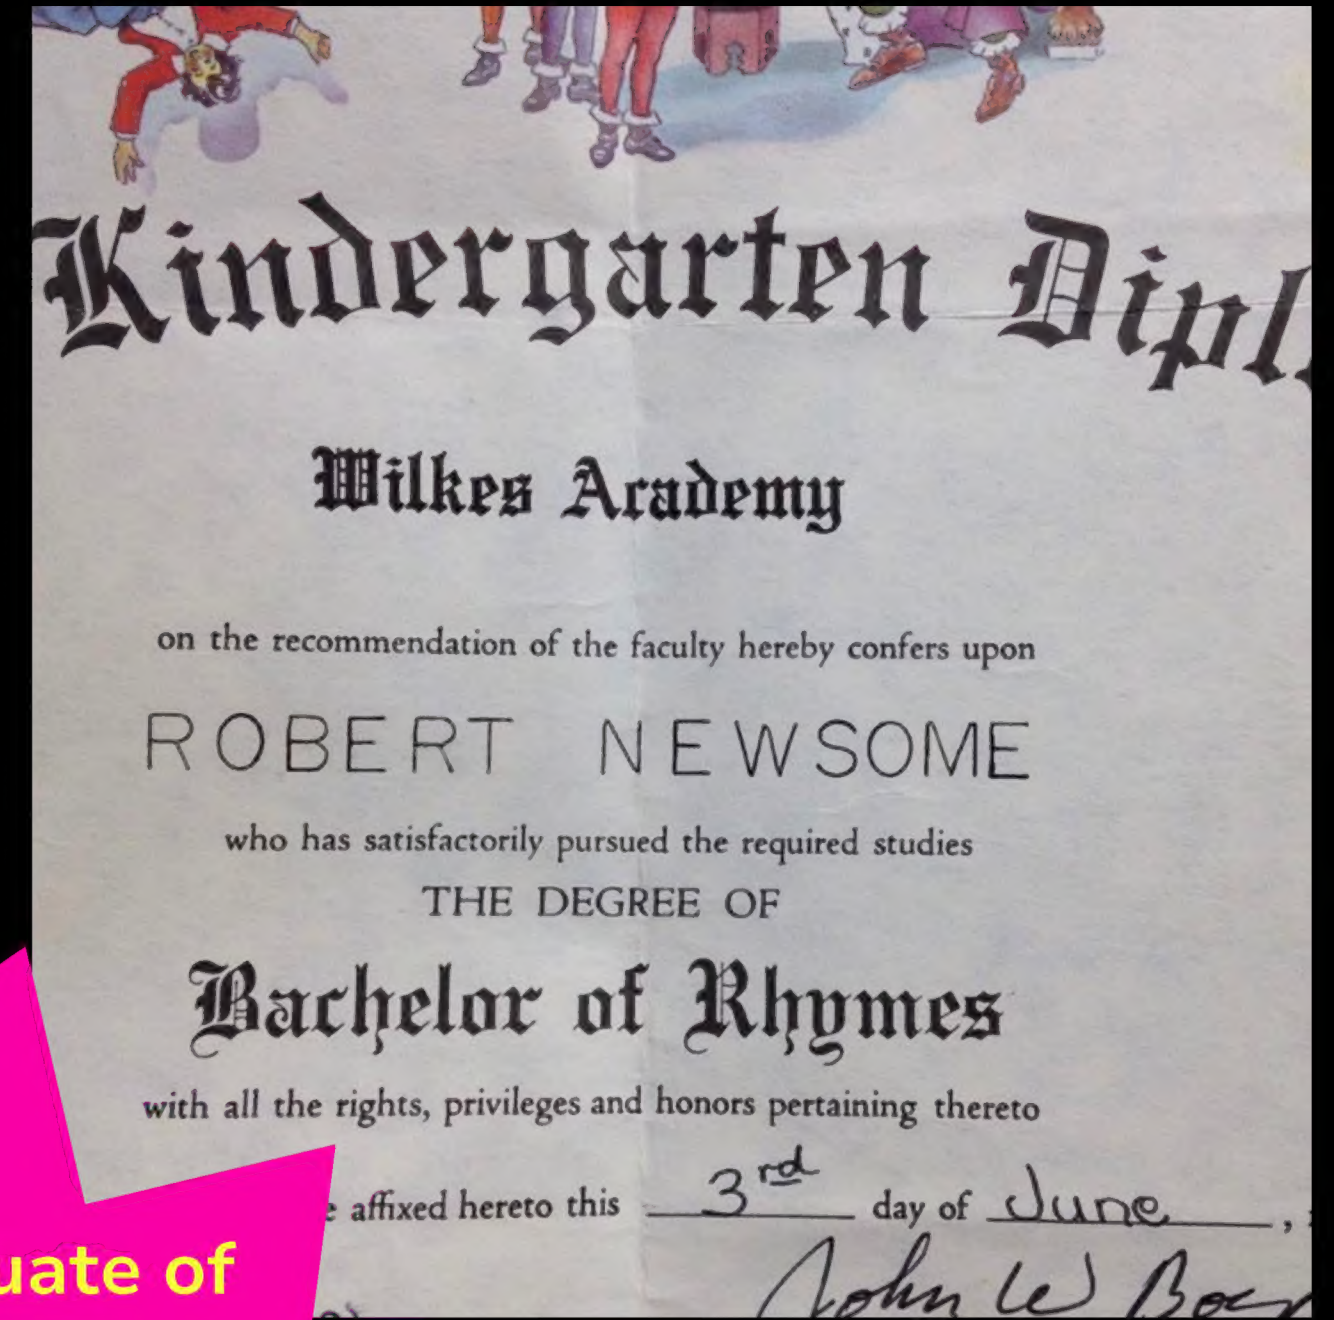 Kindergarten Dipl
Wilkes Academy
on the recommendation of the faculty hereby confers upon
ROBERT NEWSOME
who has satisfactorily pursued the required studies
THE DEGREE OF
Bachelor of Rhymes
with all the rights, privileges and honors pertaining thereto
affixed hereto this 3rd day of June,
uate of
John W